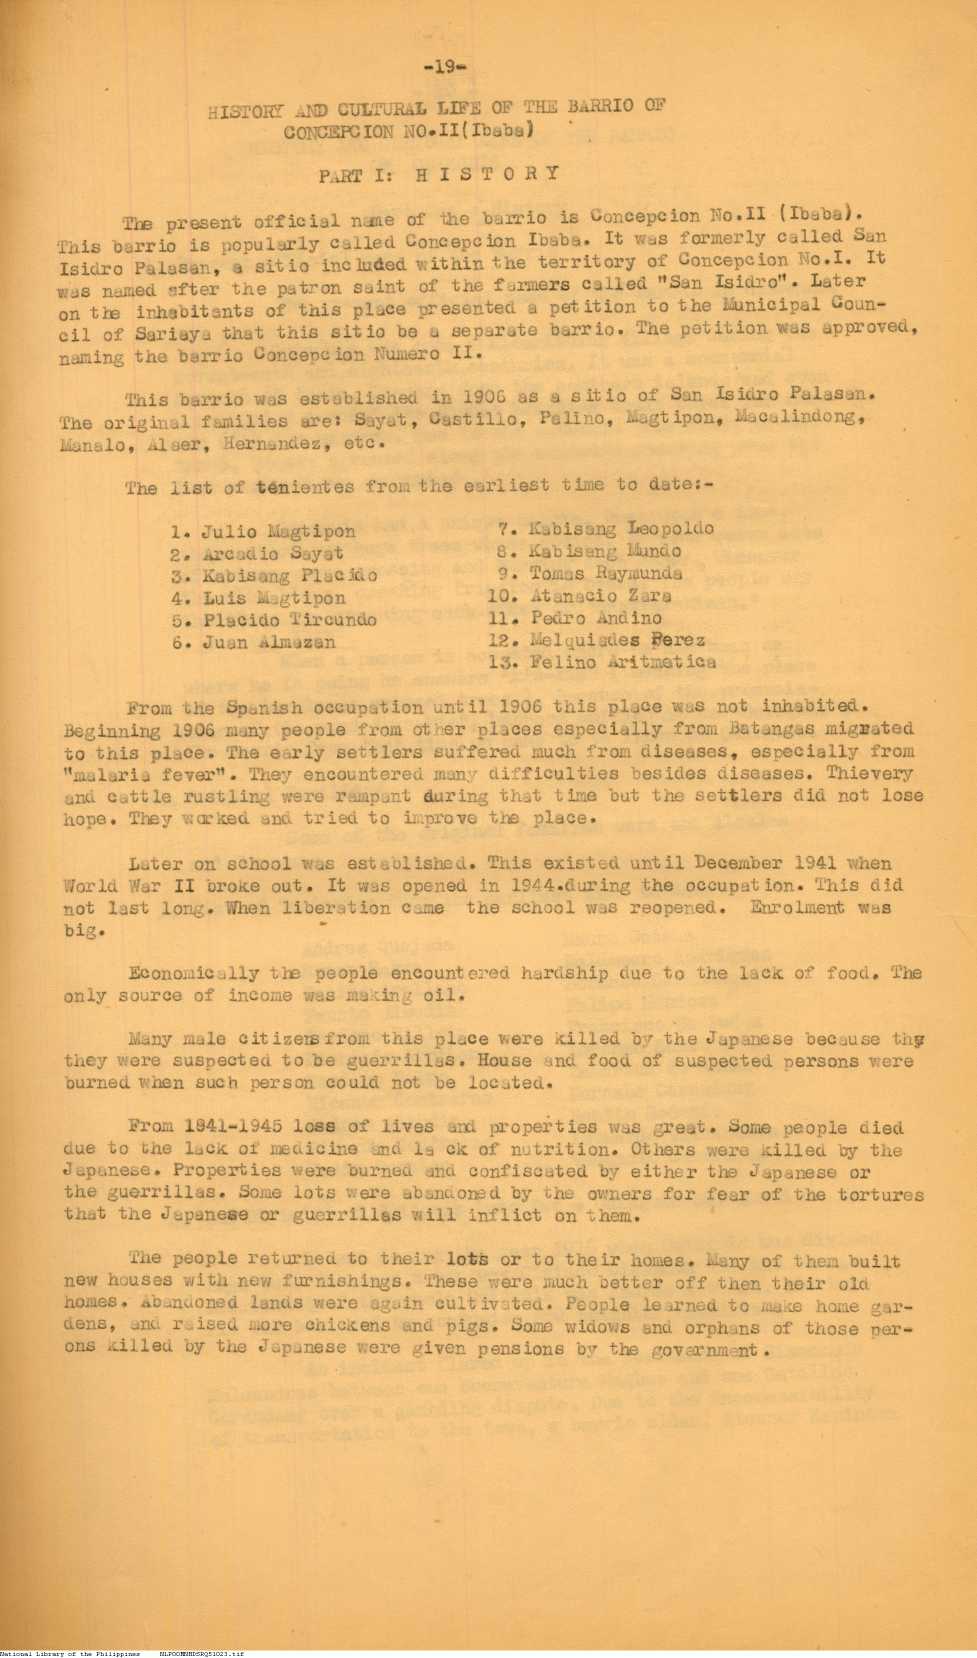 -19-
HISTORY AND CULTURAL LIFE OF THE BARRIO OF
CONCEPCION NO.II(Ibaba)
PART I: H I S T O R Y
The present official name of the barrio is Concepcion No.II (Ibaba).
This barrio is popularly called Concepcion Ibaba. It was formerly called San
Isidro Palasan, a sitio included within the territory of Concepcion No.I. It
was named after the patron saint of the farmers called "San Isidro". Later
on the inhabitants of this place presented a petition to the Municipal Coun-
cil of Sariaya that this sitio be a separate barrio. The petition was approved,
naming the barrio Concepcion Numero II.
This barrio was established in 1906 as a sitio of San Isidro Palasan.
The original families are: Sayat, Castillo, Palino, Magtipon, Macalindong,
Manalo, Alaer, Hernandez, etc.
The list of tenientes from the earliest time to date:-
1. Julio Magtipon
2. Arcadio Sayat
3. Kabisang Placido
4. Luis Magtipon
5. Placido Tircundo
6. Juan Almazan
7. Kabisang Leopoldo
8. Kabisang Mundo
9. Tomas Raymunda
10. Atanacio Zara
11. Pedro Andino
12. Melquiades Perez
13. Felino Aritmetica
From the Spanish occupation until 1906 this place was not inhabited.
Beginning 1906 many people from other places especially from Batangas migrated
to this place. The early settlers suffered much from diseases, especially from
"malaria fever". They encountered many difficulties besides diseases. Thievery
and cattle rustling were rampant during that time but the settlers did not lose
hope. They worked and tried to improve the place.
Later on school was established. This existed until December 1941 when
World War II broke out. It was opened in 1944.during the occupation. This did
not last long. When liberation came the school was reopened. Enrolment was
big.
Economically the people encountered hardship due to the lack of food. The
only source of income was making oil.
Many male citizens from this place were killed by the Japanese because thy
they were suspected to be guerrillas. House and food of suspected persons were
burned when such person could not be located.
From 1941-1945 loss of lives and properties was great. Some people died
due to the lack of medicine and la ck of nutrition. Others were killed by the
Japanese. Properties were burned and confiscated by either the Japanese or
the guerrillas. Some lots were abandoned by the owners for fear of the tortures
that the Japanese or guerrillas will inflict on them.
The people returned to their lots or to their homes. Many of them built
new houses with new furnishings. These were much better off then their old
homes. Abandoned lands were again cultivated. People learned to make home gar-
dens, and raised more chickens and pigs. Some widows and orphans of those per-
ons killed by the Japanese were given pensions by the government.
National Library of the Philippines NLPOOMNHDSRQ51023.tif